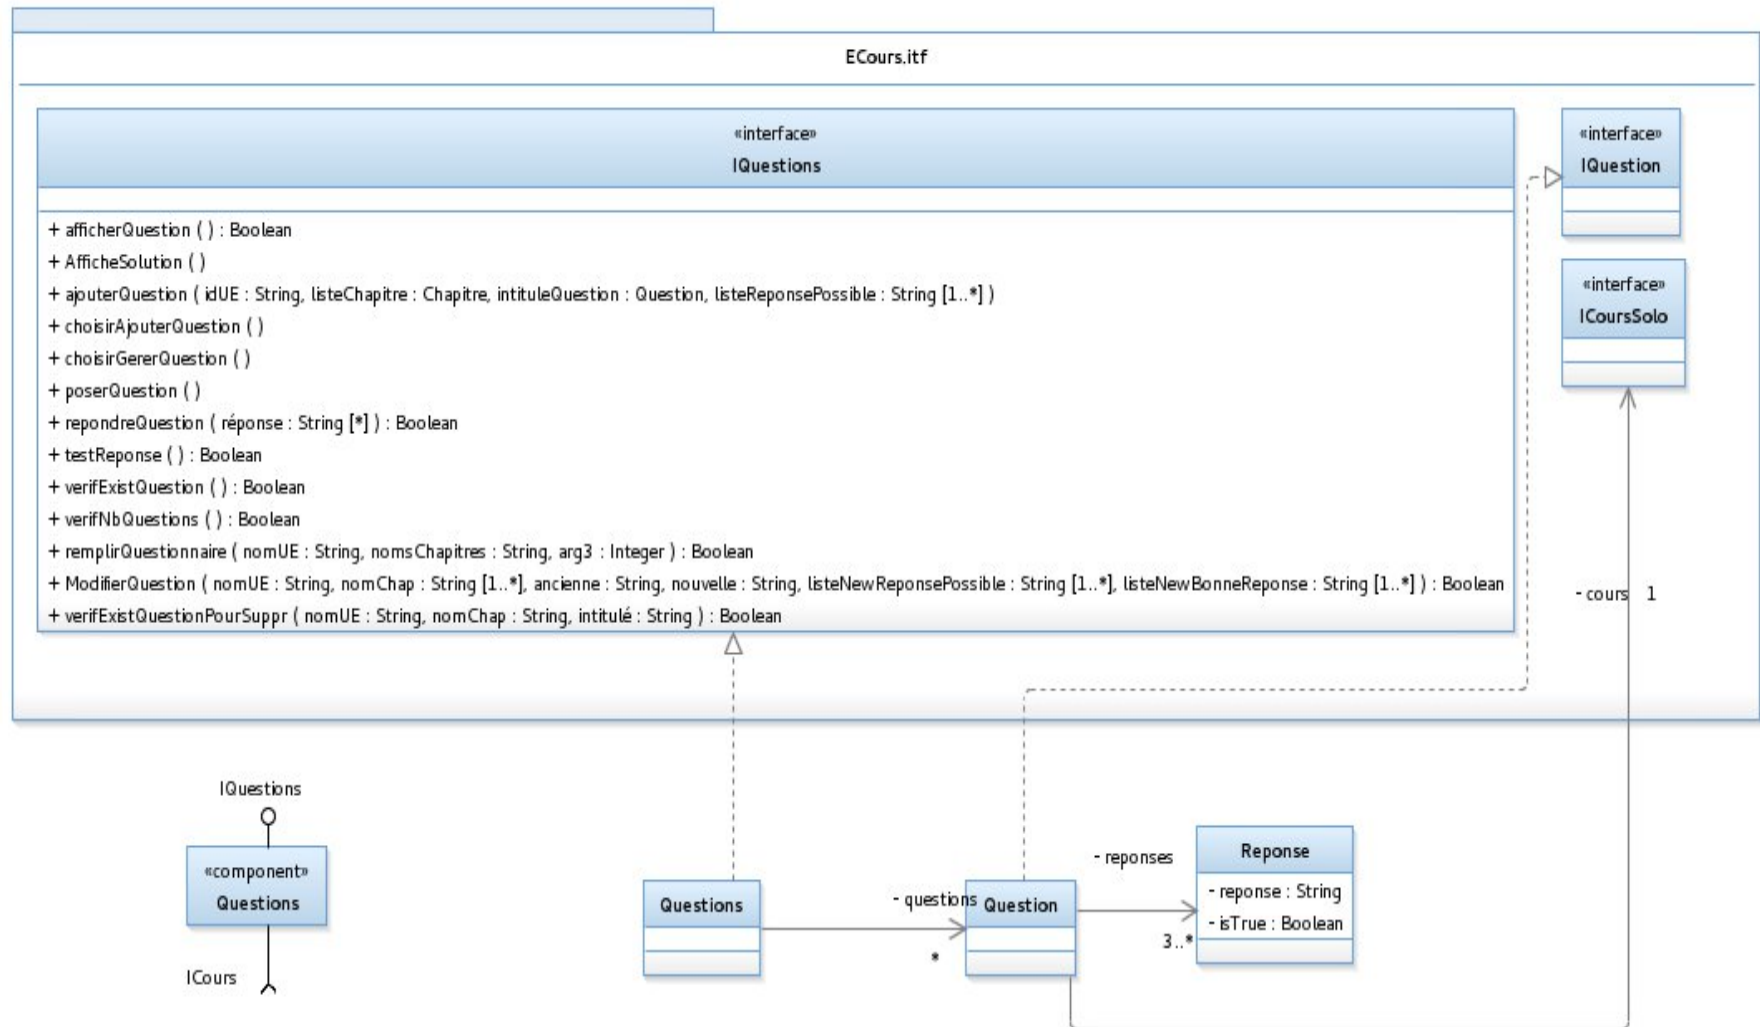 ECours.itf
«interface»
IQuestions
+ afficherQuestion ( ) : Boolean
+ AfficheSolution ( )
+ ajouterQuestion ( idUE : String, listeChapitre : Chapitre, intituleQuestion : Question, listeReponsePossible : String [1..*] )
+ choisirAjouterQuestion ( )
+ choisirGererQuestion ( )
+ poserQuestion ( )
+ repondreQuestion ( réponse : String [*] ) : Boolean
+ testReponse ( ) : Boolean
+ verifExistQuestion ( ) : Boolean
+ verifNbQuestions ( ) : Boolean
+ remplirQuestionnaire ( nomUE : String, nomsChapitres : String, arg3 : Integer ) : Boolean
+ ModifierQuestion ( nomUE : String, nomChap : String [1..*], ancienne : String, nouvelle : String, listeNewReponsePossible : String [1..*], listeNewBonneReponse : String [1..*] ) : Boolean
+ verifExistQuestionPourSuppr ( nomUE : String, nomChap : String, intitulé : String ) : Boolean
«interface»
IQuestion
«interface»
ICoursSolo
- cours 1
IQuestions
«component»
Questions
ICours
Questions
- questions
*
Question
- reponses
3..*
Reponse
- reponse : String
- isTrue : Boolean